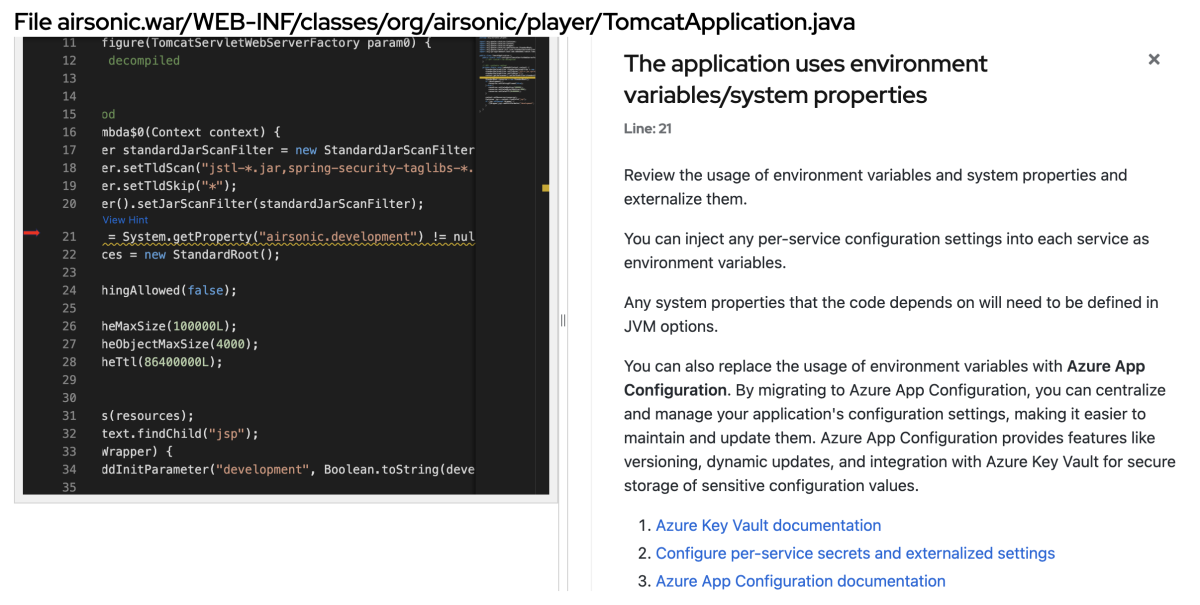 File airsonic.war/WEB-INF/classes/org/airsonic/player/TomcatApplication.java
11 figure(TomcatServletWebServerFactory param0) {
12 decompiled
13
14
15 od
16 mbda$0(Context context) {
17 er standardJarScanFilter = new StandardJarScanFilter
18 er.setTldScan("jstl-*.jar,spring-security-taglibs-*.
19 er.setTldSkip("*");
20 er().setJarScanFilter(standardJarScanFilter);
View Hint
21 = System.getProperty("airsonic.development") != nul
22 ces = new StandardRoot();
23
24 hingAllowed(false);
25
26 heMaxSize(100000L);
27 heObjectMaxSize(4000);
28 heTtl(86400000L);
29
30
31 s(resources);
32 text.findChild("jsp");
33 Wrapper) {
34 ddInitParameter("development", Boolean.toString(deve
35
The application uses environment
variables/system properties
Line: 21
Review the usage of environment variables and system properties and
externalize them.
You can inject any per-service configuration settings into each service as
environment variables.
Any system properties that the code depends on will need to be defined in
JVM options.
You can also replace the usage of environment variables with Azure App
Configuration. By migrating to Azure App Configuration, you can centralize
and manage your application's configuration settings, making it easier to
maintain and update them. Azure App Configuration provides features like
versioning, dynamic updates, and integration with Azure Key Vault for secure
storage of sensitive configuration values.
1. Azure Key Vault documentation
2. Configure per-service secrets and externalized settings
3. Azure App Configuration documentation